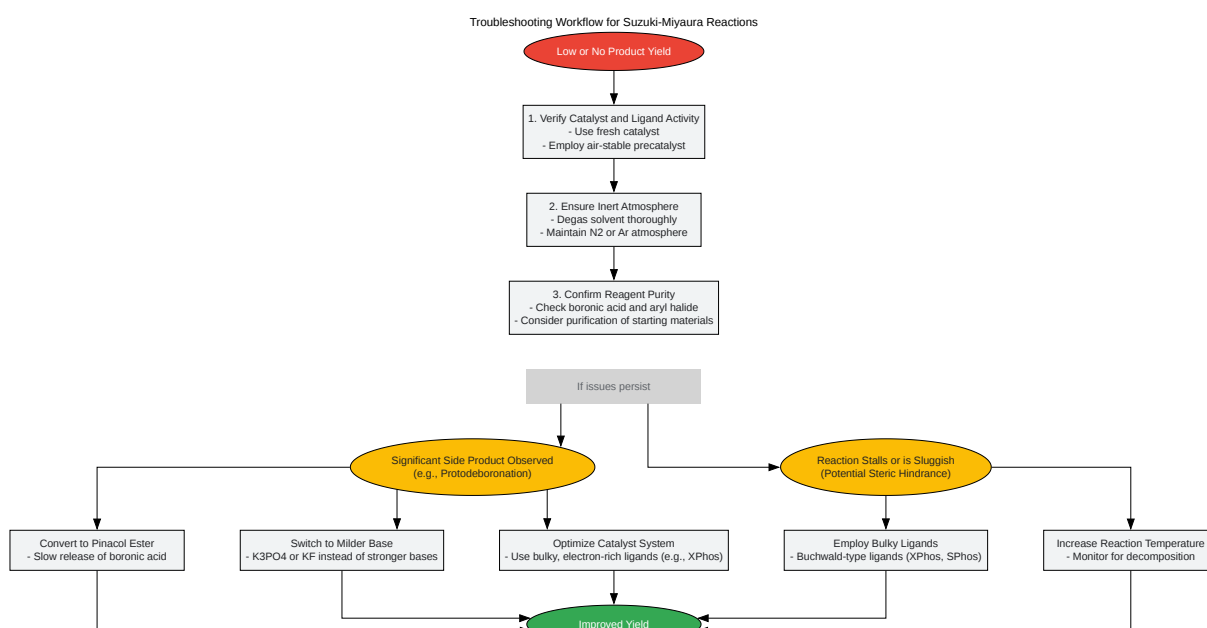 Troubleshooting Workflow for Suzuki-Miyaura Reactions
Low or No Product Yield
1. Verify Catalyst and Ligand Activity
- Use fresh catalyst
- Employ air-stable precatalyst
2. Ensure Inert Atmosphere
- Degas solvent thoroughly
- Maintain N2 or Ar atmosphere
3. Confirm Reagent Purity
- Check boronic acid and aryl halide
- Consider purification of starting materials
If issues persist
Significant Side Product Observed
(e.g., Protodeboronation)
Reaction Stalls or is Sluggish
(Potential Steric Hindrance)
Convert to Pinacol Ester
- Slow release of boronic acid
Switch to Milder Base
- K3PO4 or KF instead of stronger bases
Optimize Catalyst System
- Use bulky, electron-rich ligands (e.g., XPhos)
Employ Bulky Ligands
- Buchwald-type ligands (XPhos, SPhos)
Increase Reaction Temperature
- Monitor for decomposition
Improved Yield